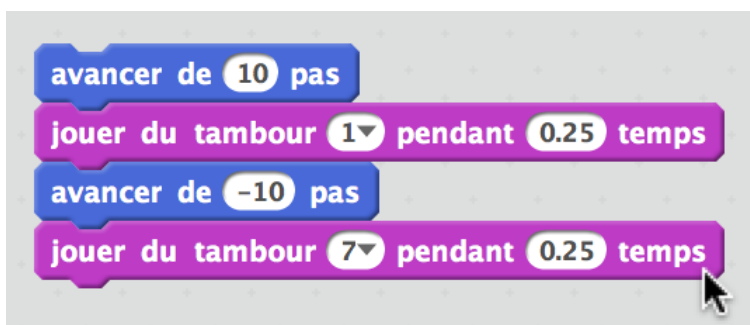 avancer de 10 pas
jouer du tambour 1 pendant 0.25 temps
avancer de -10 pas
jouer du tambour 7 pendant 0.25 temps